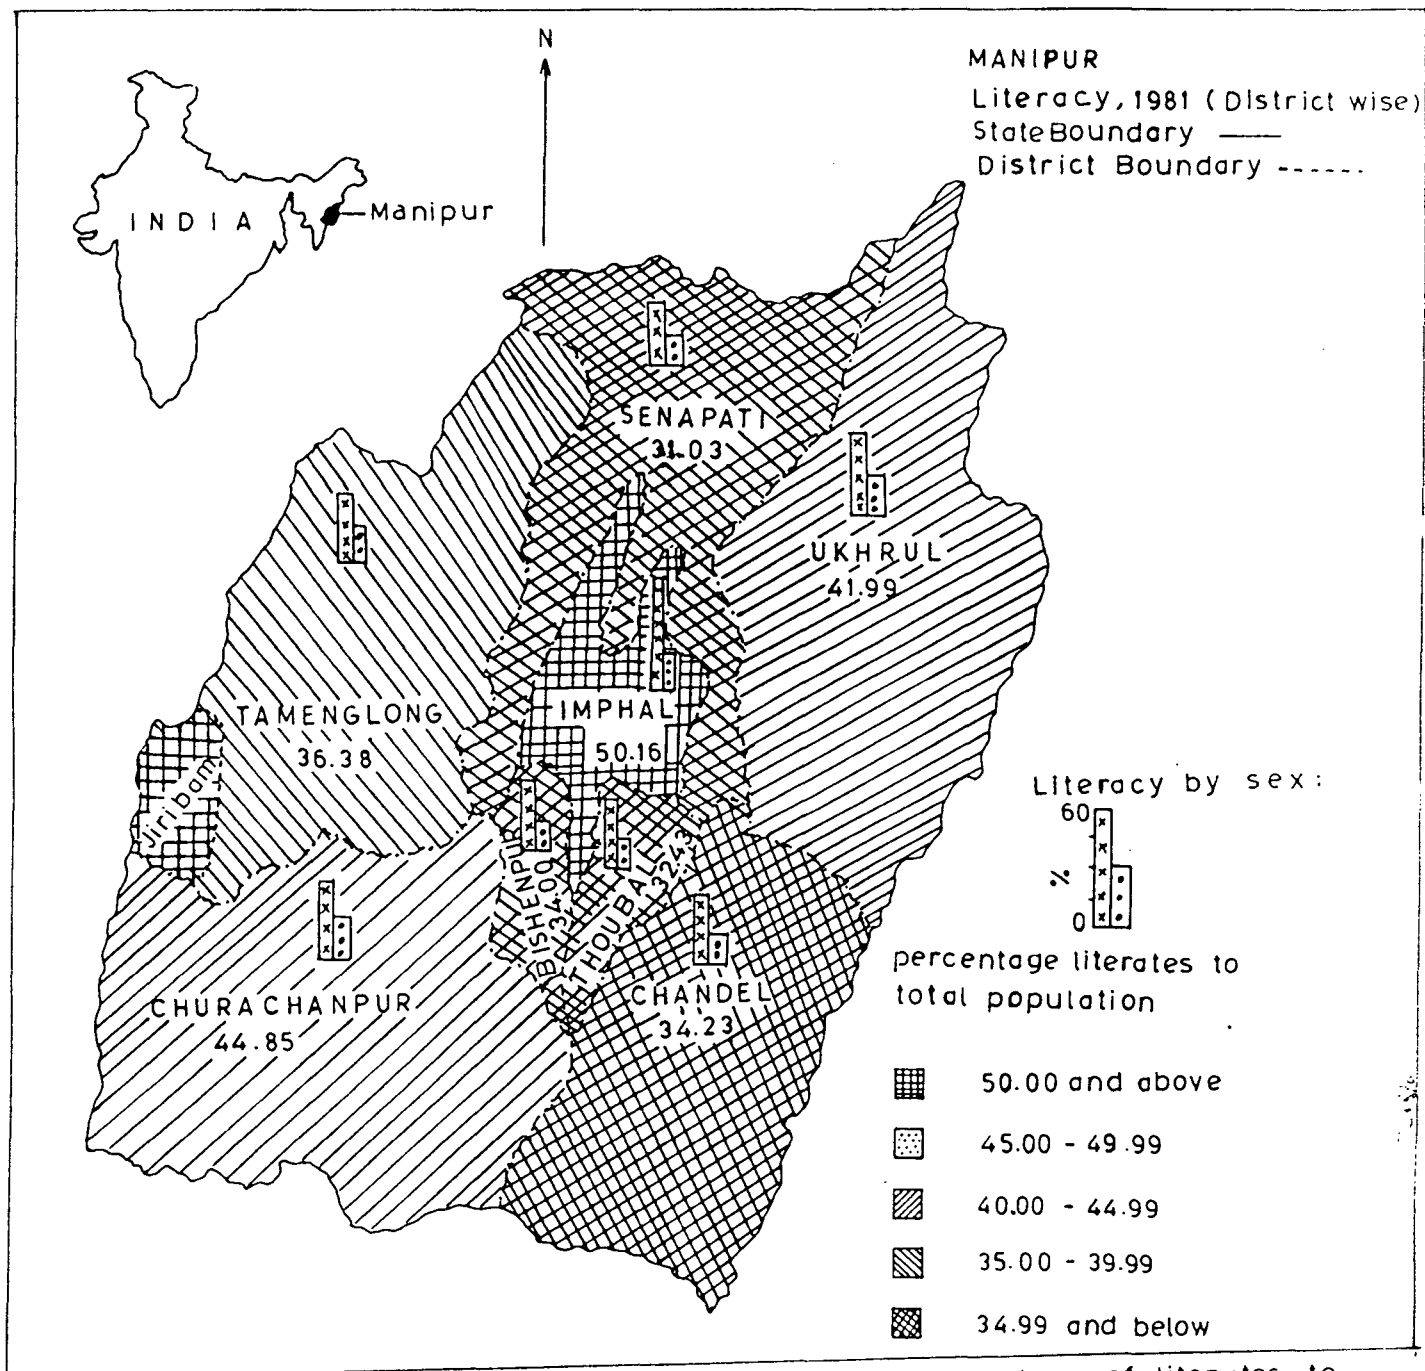 N
MANIPUR
Literacy, 1981 (District wise)
State Boundary
District Boundary
INDIA
Manipur
SENAPATI
31.03
UKHRUL
41.99
TAMENGLONG
36.38
IMPHAL
50.16
Jiribam
Literacy by sex:
60
%
0
BISHENPUR
34.00
THOUBAL
32.43
CHURACHANPUR
44.85
CHANDEL
34.23
percentage literates to
total population
50.00 and above
45.00 - 49.99
40.00 - 44.99
35.00 - 39.99
34.99 and below